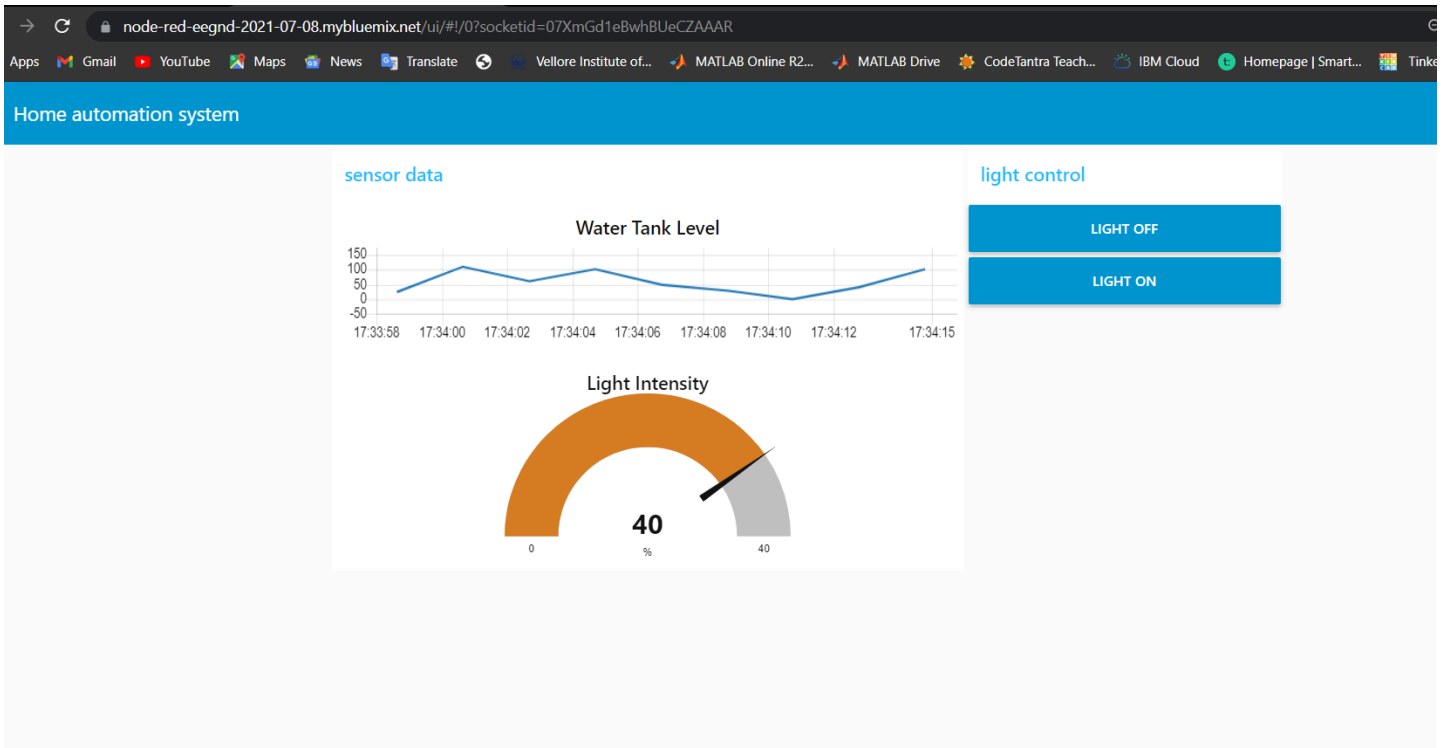 node-red-eegnd-2021-07-08.mybluemix.net/ui/#!/0?socketid=07XmGd1eBwhBUeCZAAAR
Apps Gmail YouTube Maps News Translate Vellore Institute of... MATLAB Online R2... MATLAB Drive CodeTantra Teach... IBM Cloud Homepage | Smart... Tinke
Home automation system
sensor data
Water Tank Level
150
100
50
0
-50
17:33:58 17:34:00 17:34:02 17:34:04 17:34:06 17:34:08 17:34:10 17:34:12 17:34:15
Light Intensity
40
0 % 40
light control
LIGHT OFF
LIGHT ON